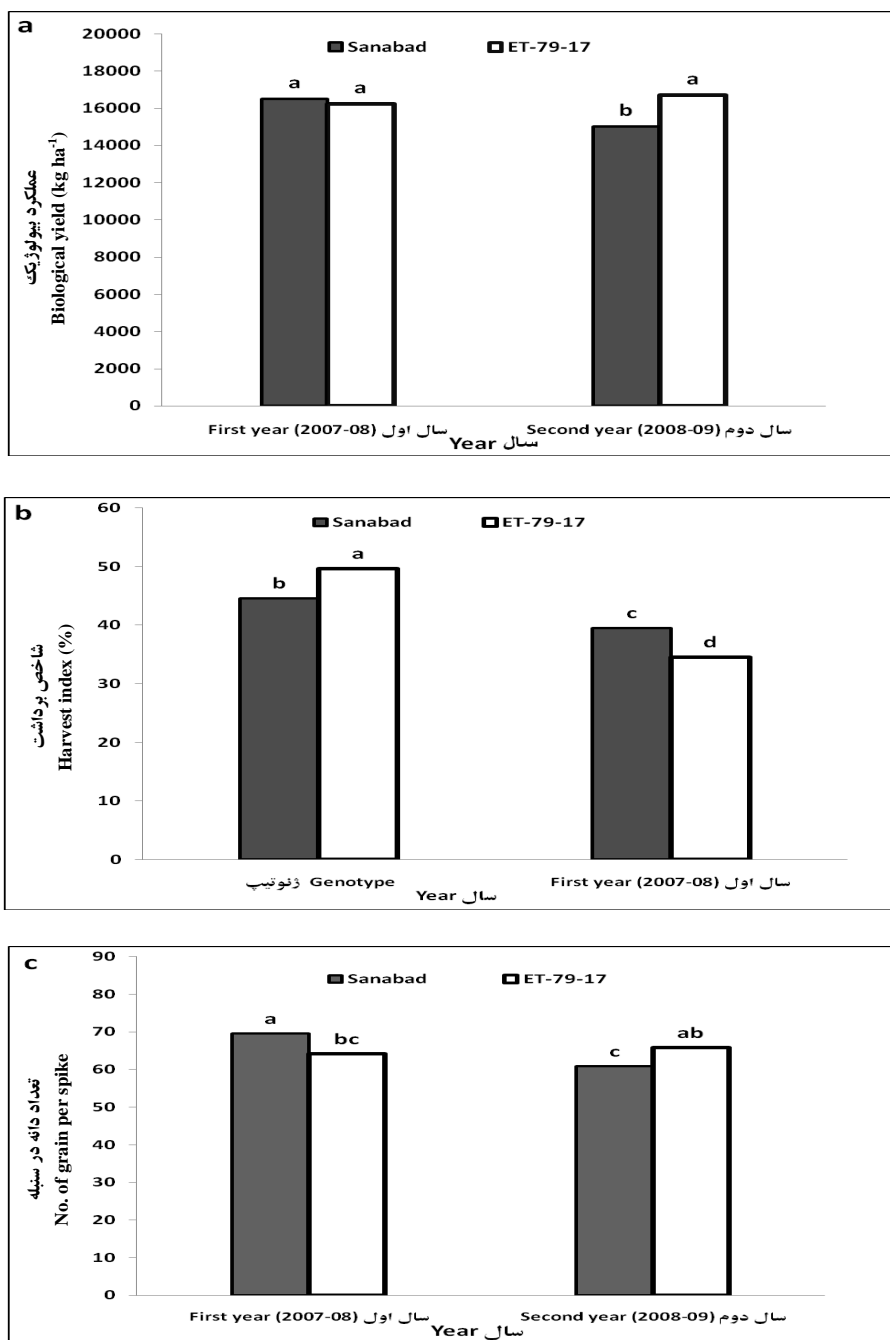 a
20000
18000
16000
14000
12000
10000
8000
6000
4000
2000
0
Sanabad ET-79-17
a a b a
عملکرد بیولوژیک
Biological yield (kg ha-1)
First year (2007-08) سال اول Second year (2008-09) سال دوم
Year سال
b
60
50
40
30
20
10
0
Sanabad ET-79-17
b a c d
شاخص برداشت
Harvest index (%)
ژنوتیپ Genotype First year (2007-08) سال اول
Year سال
c
90
80
70
60
50
40
30
20
10
0
Sanabad ET-79-17
a bc c ab
تعداد دانه در سنبله
No. of grain per spike
First year (2007-08) سال اول Second year (2008-09) سال دوم
Year سال